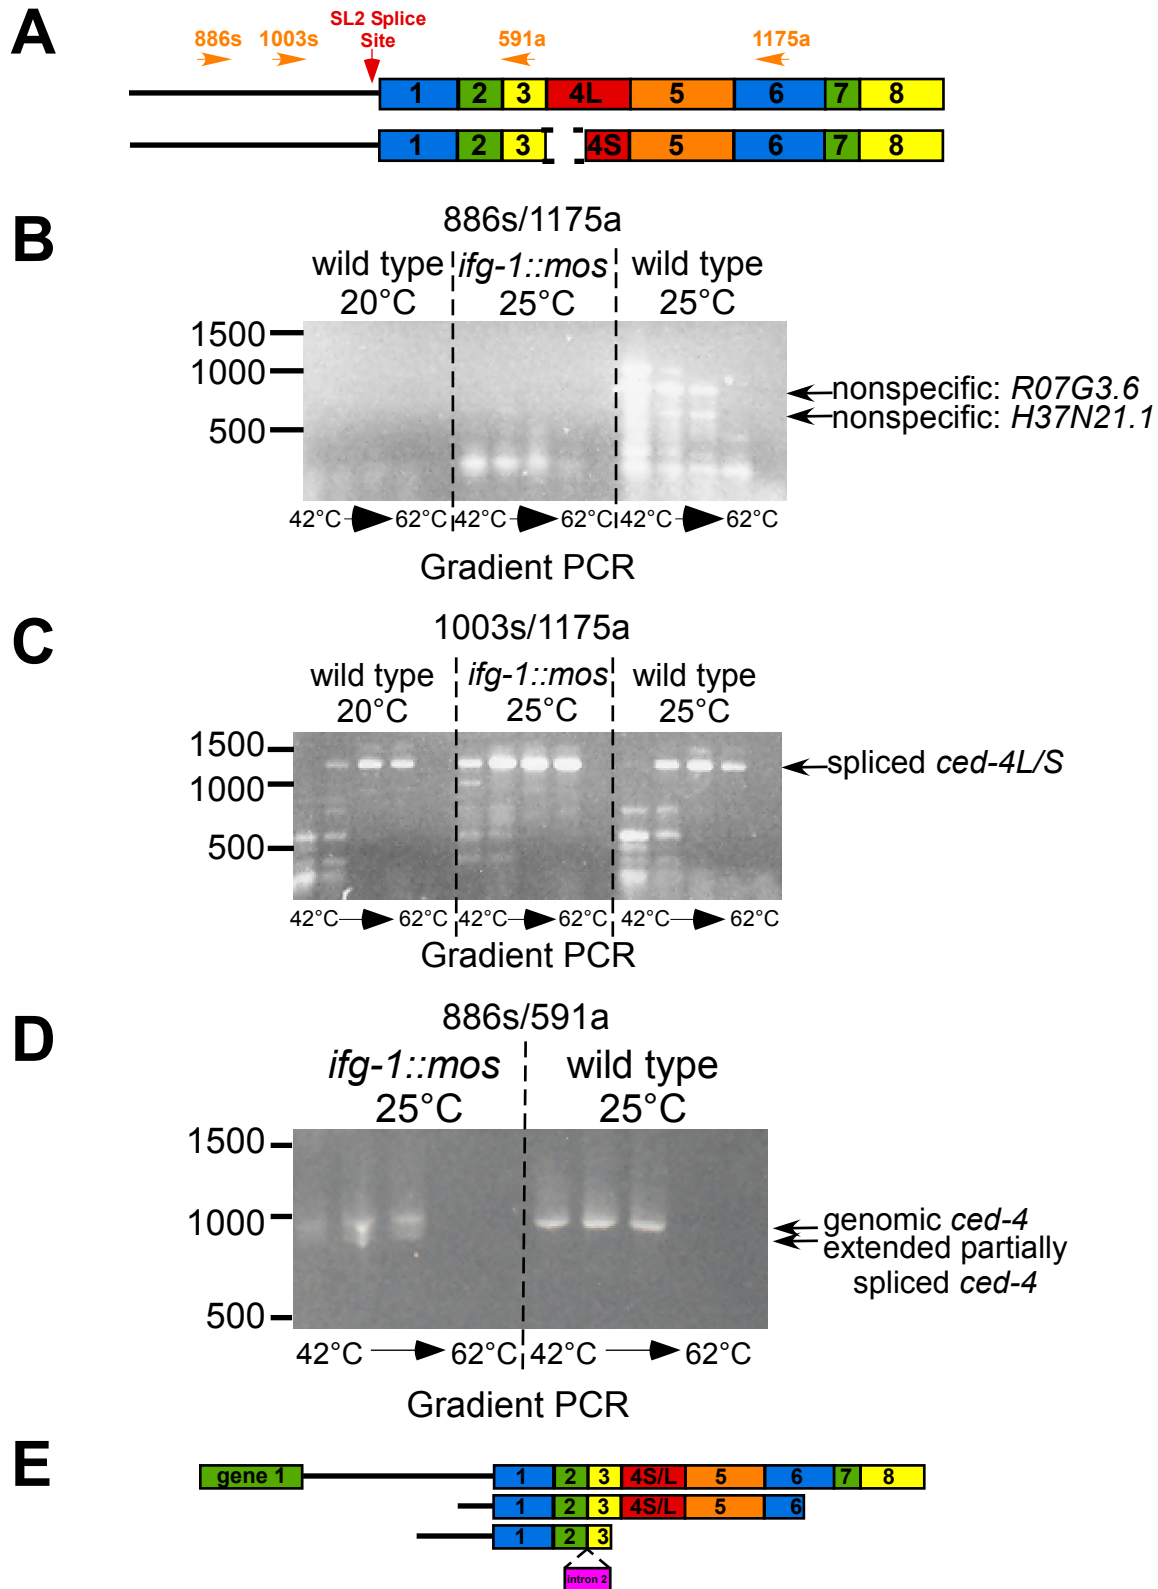 A
SL2 Splice
Site
886s
1003s
591a
1175a
1 2 3 4L 5 6 7 8
1 2 3 4S 5 6 7 8
B
886s/1175a
wild type ifg-1::mos wild type
20°C 25°C 25°C
1500
1000
500
nonspecific: R07G3.6
nonspecific: H37N21.1
42°C 62°C 42°C 62°C 42°C 62°C
Gradient PCR
C
1003s/1175a
wild type ifg-1::mos wild type
20°C 25°C 25°C
1500
1000
500
spliced ced-4L/S
42°C 62°C 42°C 62°C 42°C 62°C
Gradient PCR
D
886s/591a
ifg-1::mos wild type
25°C 25°C
1500
1000
500
genomic ced-4
extended partially
spliced ced-4
42°C 62°C 42°C 62°C
Gradient PCR
E
gene 1 1 2 3 4S/L 5 6 7 8
1 2 3 4S/L 5 6
1 2 3
intron 2